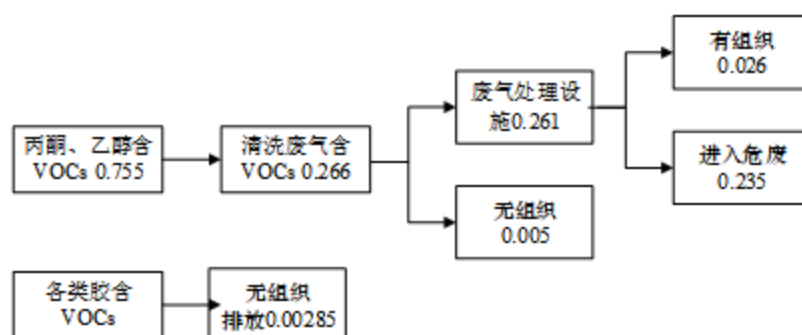 有组织
0.026
废气处理设
施0.261
丙酮、乙醇含
VOCs 0.755
清洗废气含
VOCs 0.266
进入危废
0.235
无组织
0.005
各类胶含
VOCs
无组织
排放0.00285